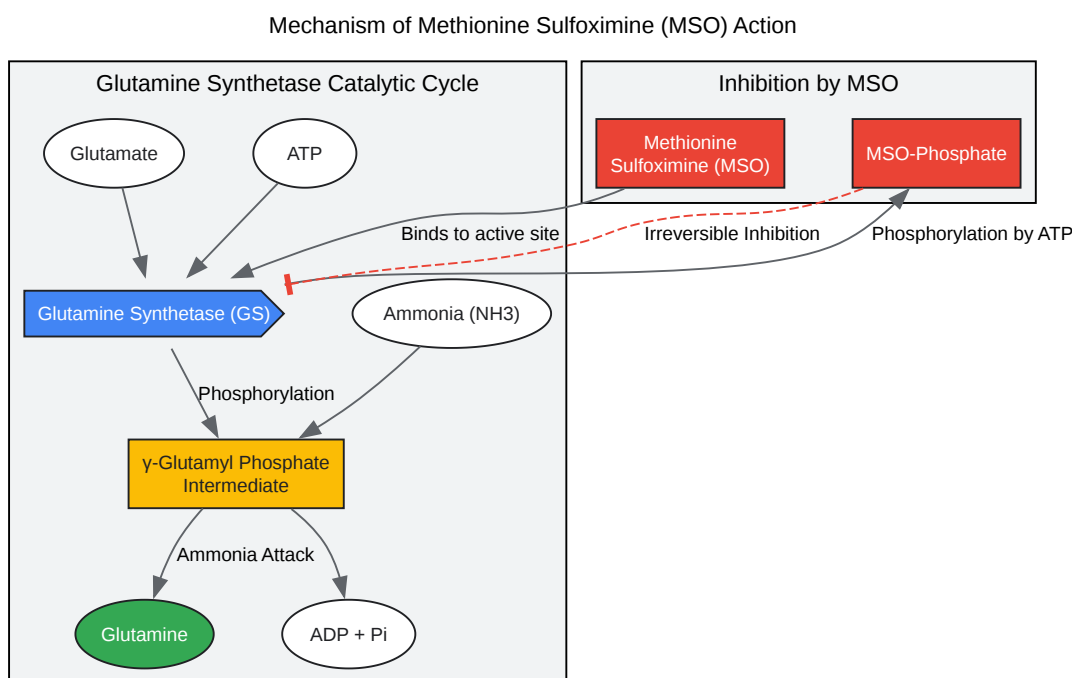 Mechanism of Methionine Sulfoximine (MSO) Action
Glutamine Synthetase Catalytic Cycle
Inhibition by MSO
Glutamate
ATP
Methionine
Sulfoximine (MSO)
MSO-Phosphate
Binds to active site
Irreversible Inhibition
Phosphorylation by ATP
Glutamine Synthetase (GS)
Ammonia (NH3)
Phosphorylation
γ-Glutamyl Phosphate
Intermediate
Ammonia Attack
Glutamine
ADP + Pi